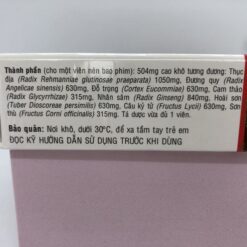 Thành phần (cho một viên nén bao phim): 504mg cao khô tương đương: Thục
địa (Radix Rehmanniae glutinosae praeparata) 1050mg, Đương quy (Radix
Angelicae sinensis) 630mg, Đỗ trọng (Cortex Eucommiae) 630mg, Cam thảo
(Radix Glycyrrhizae) 315mg, Nhân sâm (Radix Ginseng) 840mg, Hoài sơn
(Tuber Dioscoreae persimilis) 630mg, Câu kỷ tử (Fructus Lycii) 630mg, Sơn
thù (Fructus Corni officinalis) 315mg. Tá dược vừa đủ 1 viên.
Bảo quản: Nơi khô, dưới 30°C, để xa tầm tay trẻ em
ĐỌC KỸ HƯỚNG DẪN SỬ DỤNG TRƯỚC KHI DÙNG